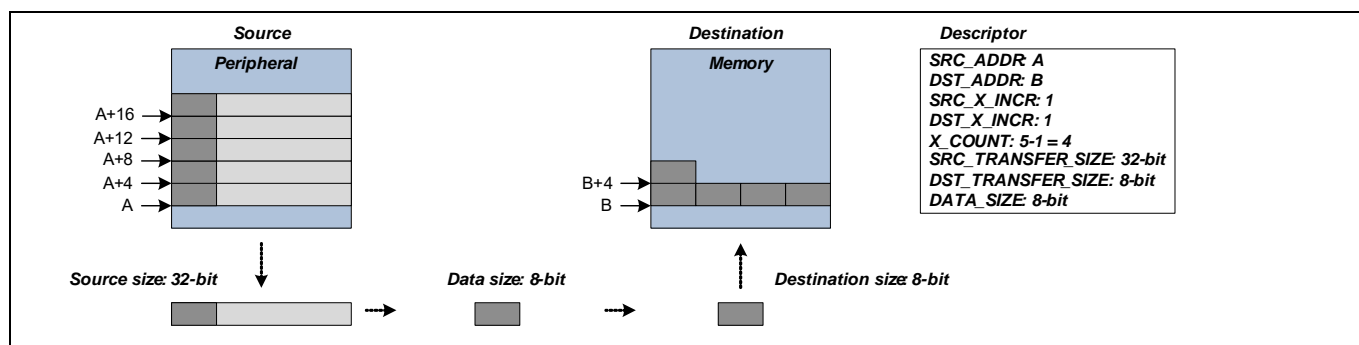 Source
Destination
Descriptor
Peripheral
Memory
SRC_ADDR: A
DST_ADDR: B
SRC_X_INCR: 1
DST_X_INCR: 1
X_COUNT: 5-1 = 4
SRC_TRANSFER_SIZE: 32-bit
DST_TRANSFER_SIZE: 8-bit
DATA_SIZE: 8-bit
A+16
A+12
A+8
A+4
A
B+4
B
Source size: 32-bit
Data size: 8-bit
Destination size: 8-bit